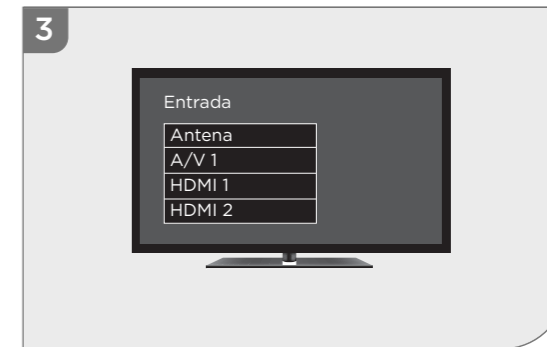 3
Entrada
Antena
A/V 1
HDMI 1
HDMI 2